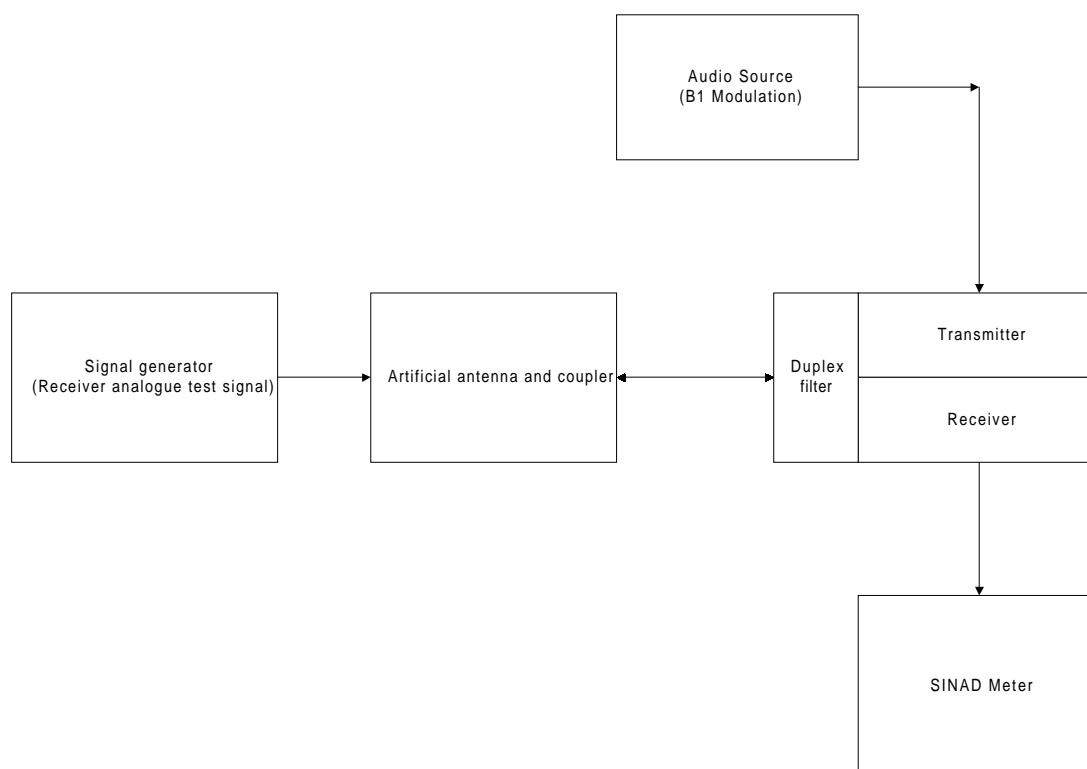 Audio Source
(B1 Modulation)
Signal generator
(Receiver analogue test signal)
Artificial antenna and coupler
Duplex
filter
Transmitter
Receiver
SINAD Meter